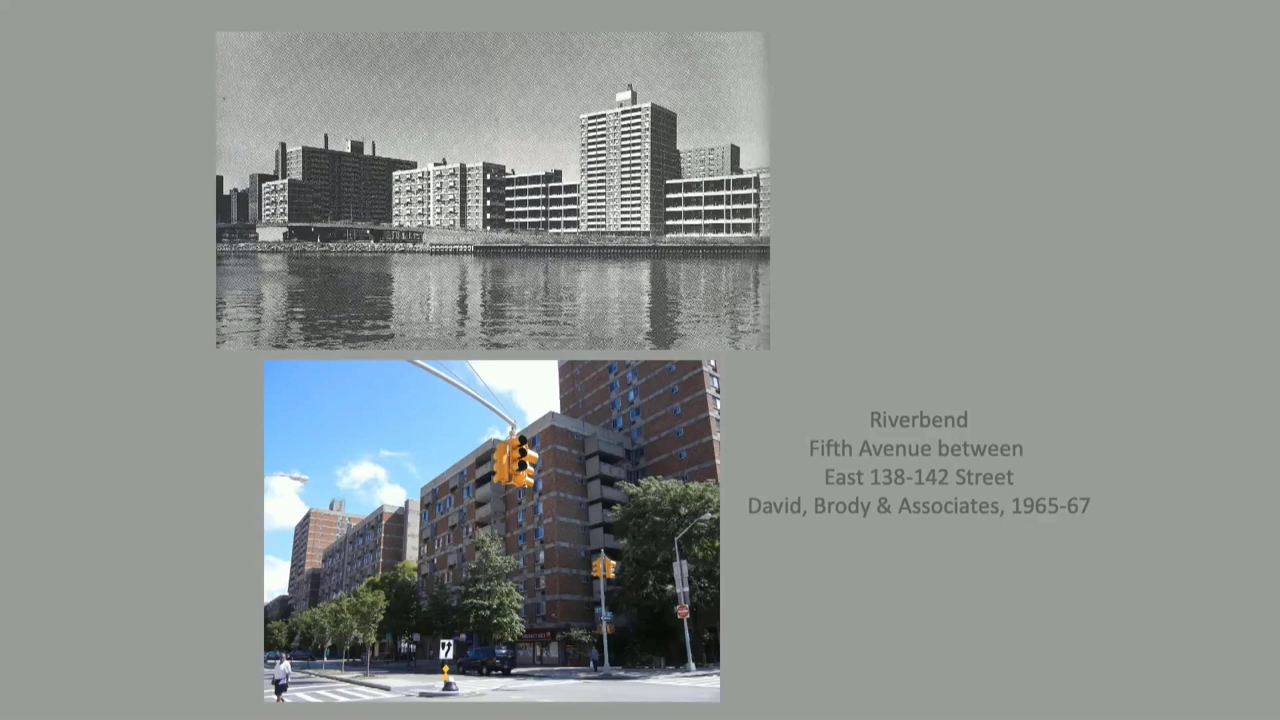 Riverbend
Fifth Avenue between
East 138-142 Street
David, Brody & Associates, 1965-67